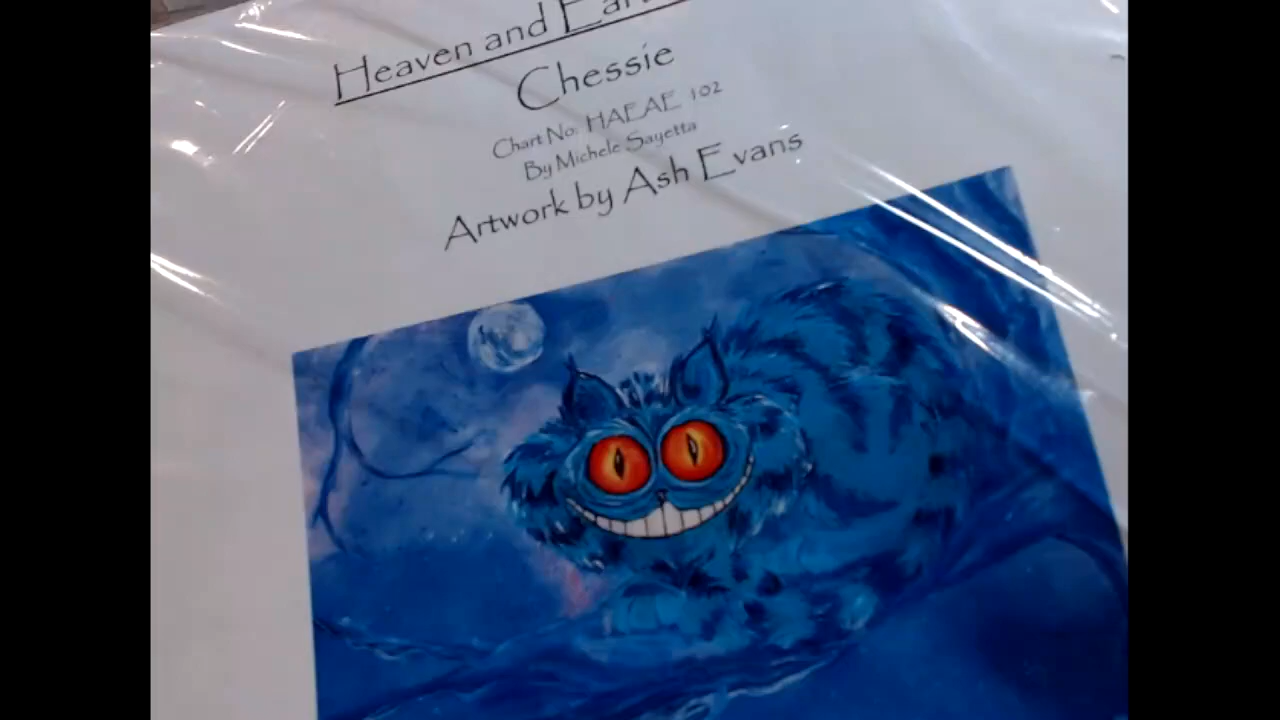 Heaven and
Chessie
Chart No: HAEAE 102
By Michele Sayetta
Artwork by Ash Evans